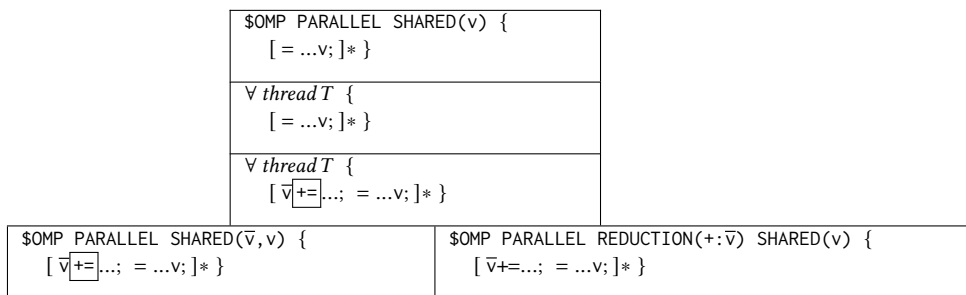 $OMP PARALLEL SHARED(v) {
[ = ...v; ]* }
∀ thread T {
[ = ...v; ]* }
∀ thread T {
[ v̅ += ...; = ...v; ]* }
$OMP PARALLEL SHARED(v̅,v) {
[ v̅ += ...; = ...v; ]* }
$OMP PARALLEL REDUCTION(+:v̅) SHARED(v) {
[ v̅+=...; = ...v; ]* }